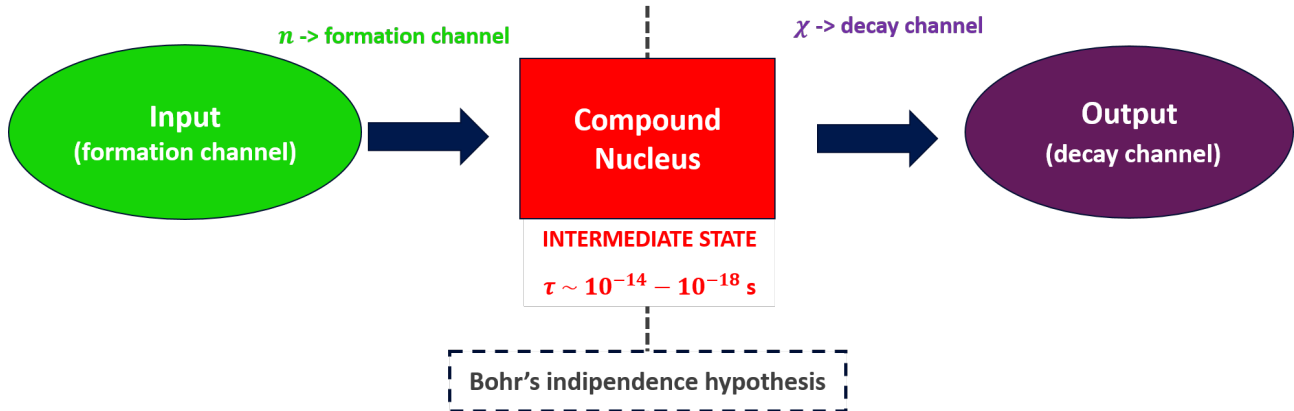 n -> formation channel
χ -> decay channel
Input
(formation channel)
Compound
Nucleus
Output
(decay channel)
INTERMEDIATE STATE
τ ~ 10⁻¹⁴ − 10⁻¹⁸ s
Bohr's indipendence hypothesis